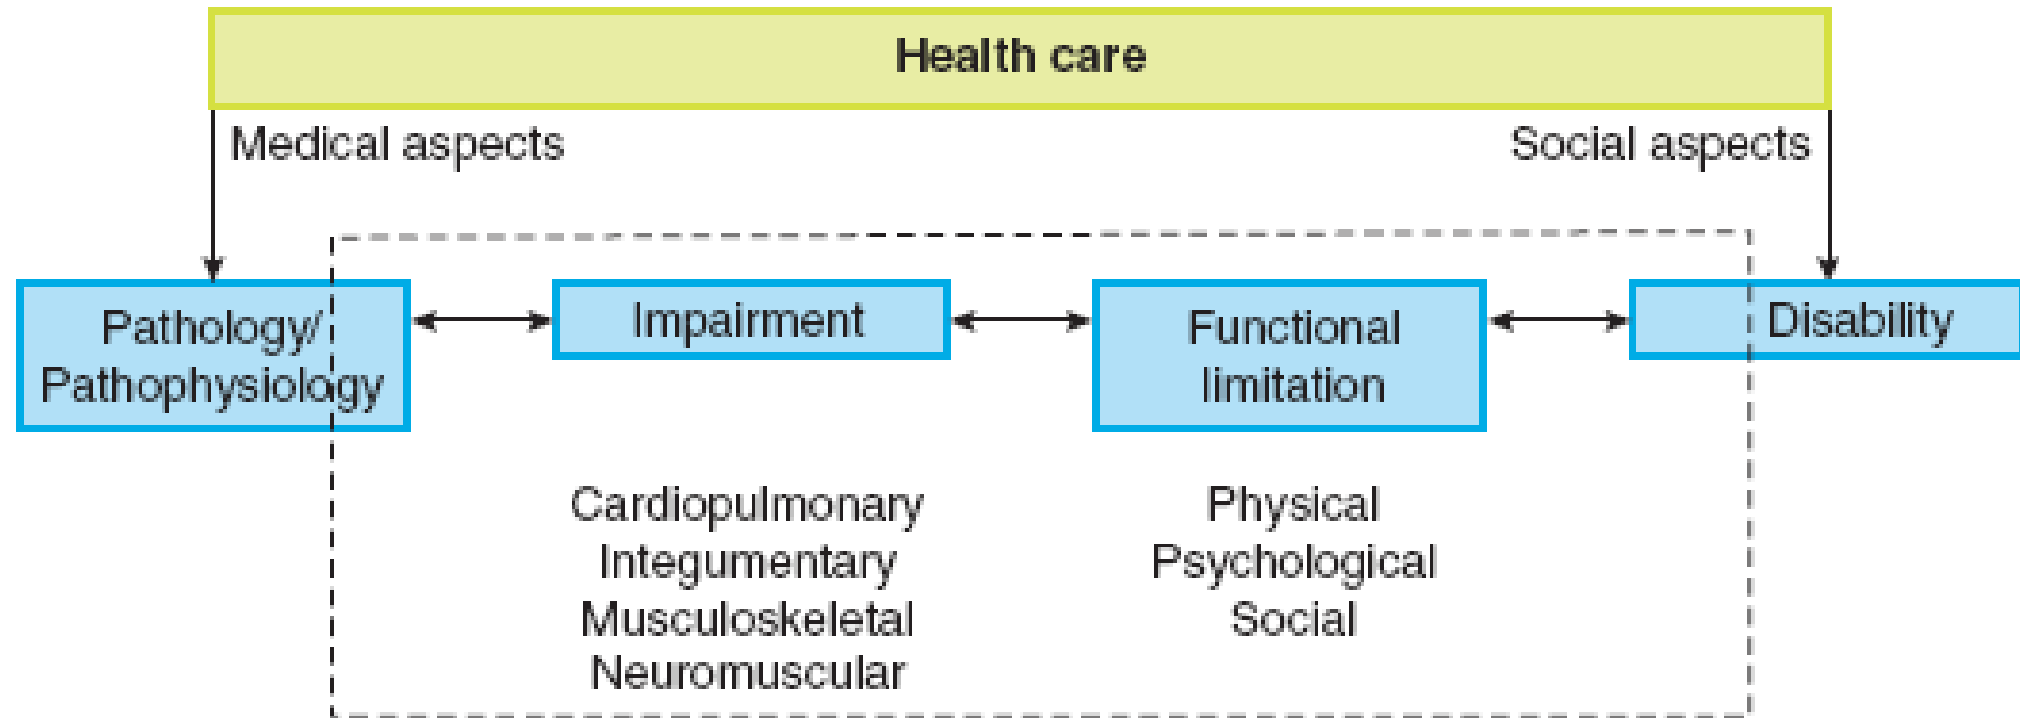 Health care
Medical aspects
Social aspects
Pathology/
Pathophysiology
Impairment
Functional
limitation
Disability
Cardiopulmonary
Integumentary
Musculoskeletal
Neuromuscular
Physical
Psychological
Social